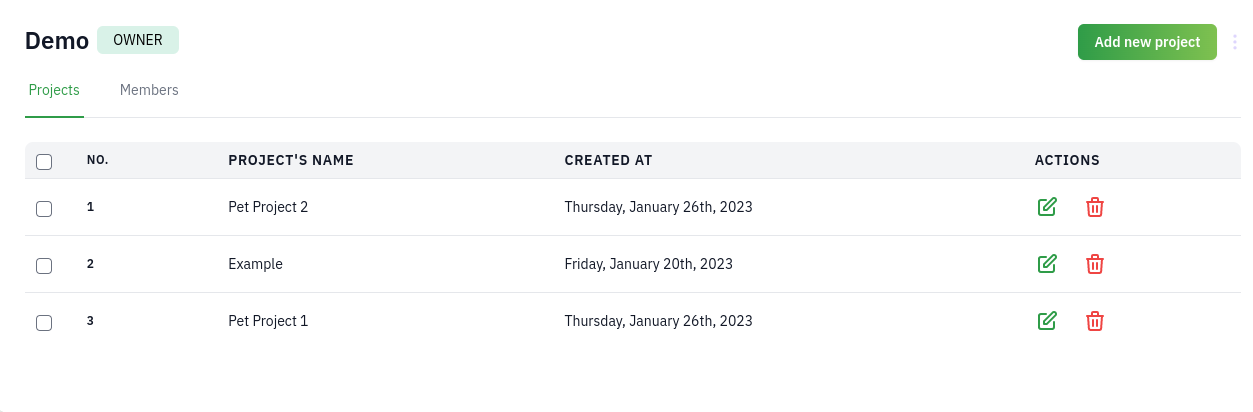 Demo OWNER Add new project
Projects Members
NO. PROJECT'S NAME CREATED AT ACTIONS
1 Pet Project 2 Thursday, January 26th, 2023
2 Example Friday, January 20th, 2023
3 Pet Project 1 Thursday, January 26th, 2023